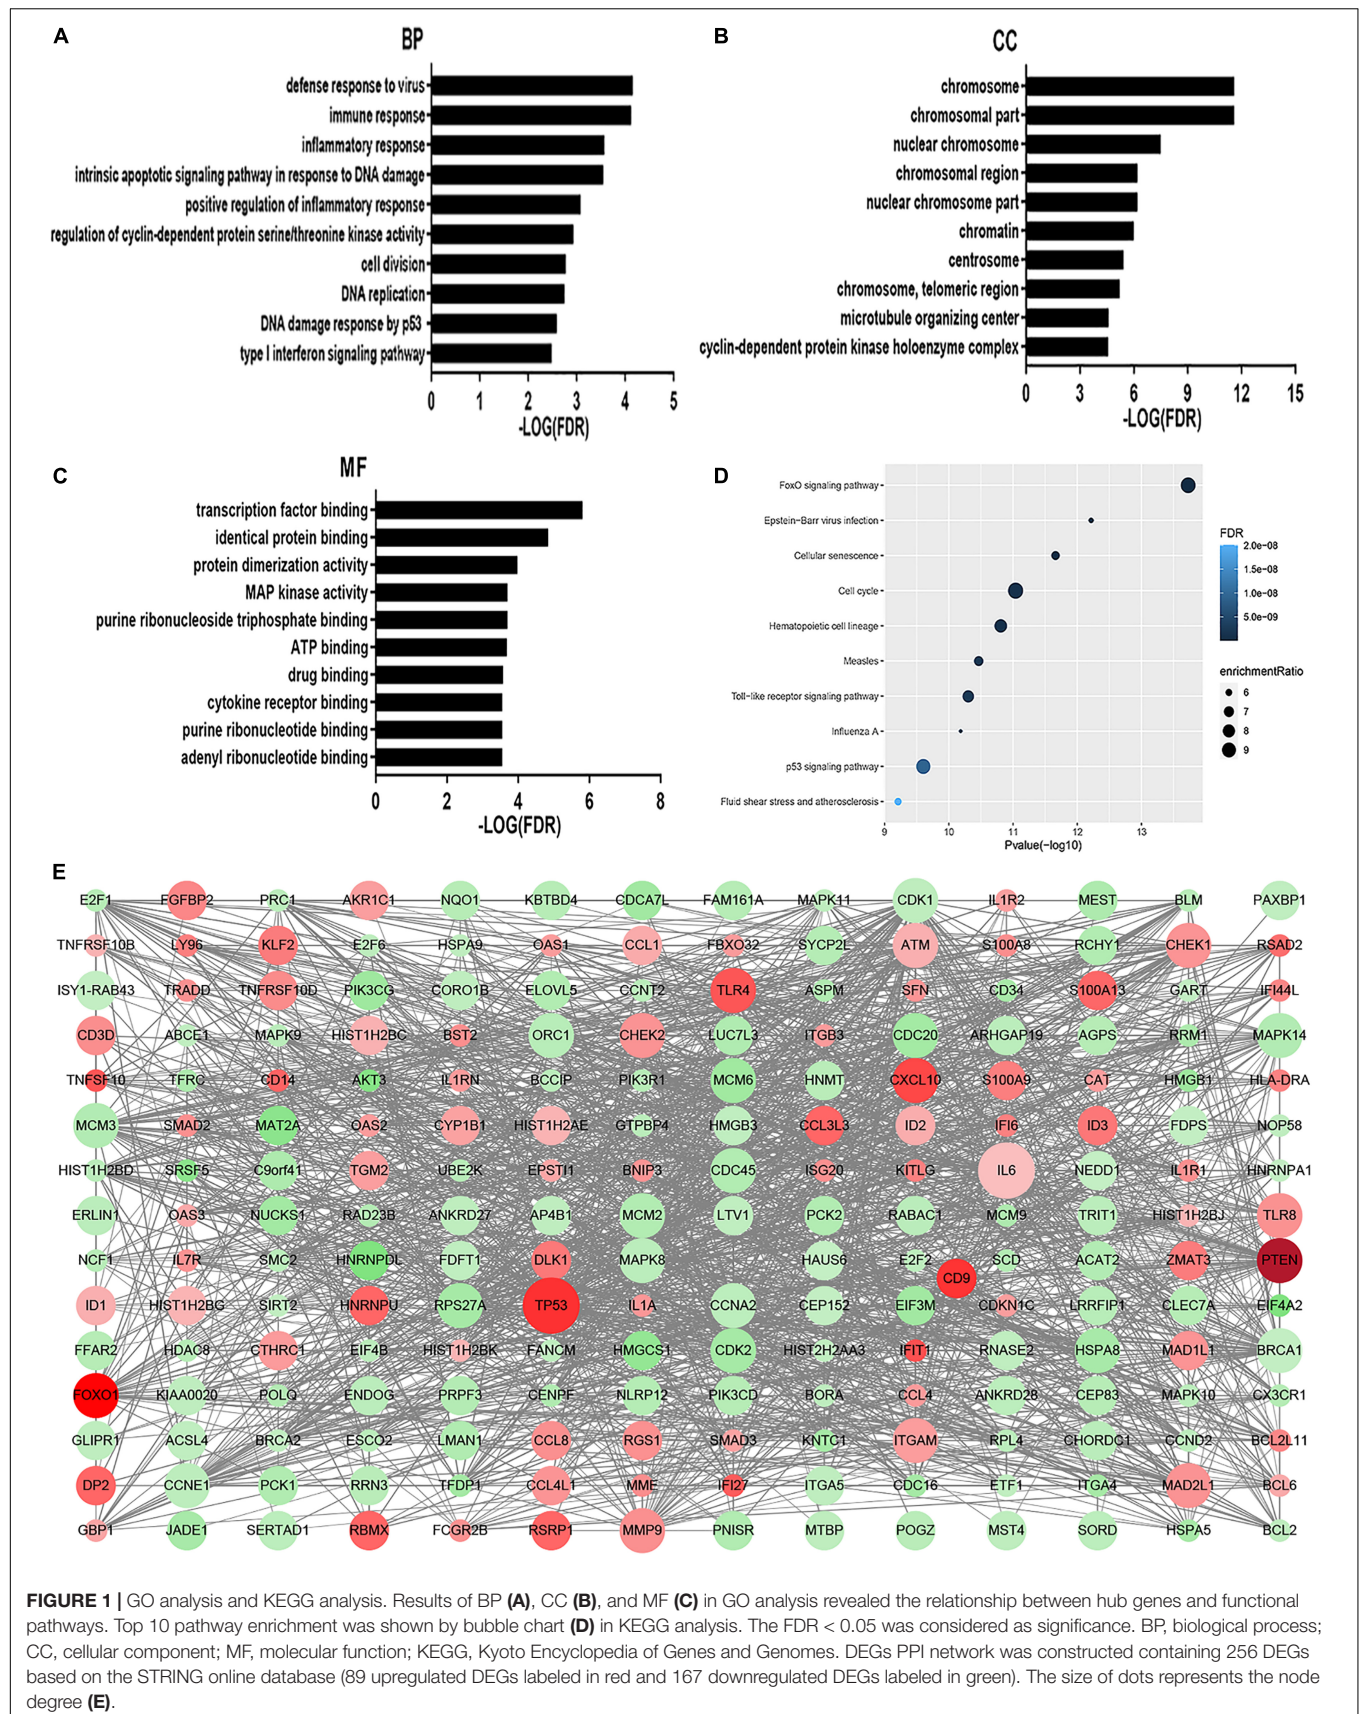 A
BP
defense response to virus
immune response
inflammatory response
intrinsic apoptotic signaling pathway in response to DNA damage
positive regulation of inflammatory response
regulation of cyclin-dependent protein serine/threonine kinase activity
cell division
DNA replication
DNA damage response by p53
type I interferon signaling pathway
0 1 2 3 4 5
-LOG(FDR)
B
CC
chromosome
chromosomal part
nuclear chromosome
chromosomal region
nuclear chromosome part
chromatin
centrosome
chromosome, telomeric region
microtubule organizing center
cyclin-dependent protein kinase holoenzyme complex
0 3 6 9 12 15
-LOG(FDR)
C
MF
transcription factor binding
identical protein binding
protein dimerization activity
MAP kinase activity
purine ribonucleoside triphosphate binding
ATP binding
drug binding
cytokine receptor binding
purine ribonucleotide binding
adenyl ribonucleotide binding
0 2 4 6 8
-LOG(FDR)
D
FoxO signaling pathway
Epstein-Barr virus infection
Cellular senescence
Cell cycle
Hematopoietic cell lineage
Measles
Toll-like receptor signaling pathway
Influenza A
p53 signaling pathway
Fluid shear stress and atherosclerosis
9 10 11 12 13
Pvalue(-log10)
FDR
2.0e-08
1.5e-08
1.0e-08
5.0e-09
enrichmentRatio
6
7
8
9
E
E2F1 FGFBP2 PRC1 AKR1C1 NQO1 KBTBD4 CDCA7L FAM161A MAPK11 CDK1 IL1R2 MEST BLM PAXBP1
TNFRSF10B LY96 KLF2 E2F6 HSPA9 OAS1 CCL1 FBXO32 SYCP2L ATM S100A8 RCHY1 CHEK1 RSAD2
ISY1-RAB43 TRADD TNFRSF10D PIK3CG CORO1B ELOVL5 CCNT2 TLR4 ASPM SFN CD34 S100A13 GART IFI44L
CD3D ABCE1 MAPK9 HIST1H2BC BST2 ORC1 CHEK2 LUC7L3 ITGB3 CDC20 ARHGAP19 AGPS RRM1 MAPK14
TNFSF10 TFRC CD14 AKT3 IL1RN BCCIP PIK3R1 MCM6 HNMT CXCL10 S100A9 CAT HMGB1 HLA-DRA
MCM3 SMAD2 MAT2A OAS2 CYP1B1 HIST1H2AE GTPBP4 HMGB3 CCL3L3 ID2 IFI6 ID3 FDPS NOP58
HIST1H2BD SRSF5 C9orf41 TGM2 UBE2K EPSTI1 BNIP3 CDC45 ISG20 KITLG IL6 NEDD1 IL1R1 HNRNPA1
ERLIN1 OAS3 NUCKS1 RAD23B ANKRD27 AP4B1 MCM2 LTV1 PCK2 RABAC1 MCM9 TRIT1 HIST1H2BJ TLR8
NCF1 IL7R SMC2 HNRNPDL FDFT1 DLK1 MAPK8 HAUS6 E2F2 SCD ACAT2 ZMAT3 PTEN
CD9
ID1 HIST1H2BG SIRT2 HNRNPU RPS27A TP53 IL1A CCNA2 CEP152 EIF3M CDKN1C LRRFIP1 CLEC7A EIF4A2
FFAR2 HDAC8 CTHRC1 EIF4B HIST1H2BK FANCM HMGCS1 CDK2 HIST2H2AA3 IFIT1 RNASE2 HSPA8 MAD1L1 BRCA1
FOXO1 KIAA0020 POLQ ENDOG PRPF3 CENPF NLRP12 PIK3CD BORA CCL4 ANKRD28 CEP83 MAPK10 CX3CR1
GLIPR1 ACSL4 BRCA2 ESCO2 LMAN1 CCL8 RGS1 SMAD3 KNTC1 ITGAM RPL4 CHORDC1 CCND2 BCL2L11
DP2 CCNE1 PCK1 RRN3 TFDP1 CCL4L1 MME IFI27 ITGA5 CDC16 ETF1 ITGA4 MAD2L1 BCL6
GBP1 JADE1 SERTAD1 RBMX FCGR2B RSRP1 MMP9 PNISR MTBP POGZ MST4 SORD HSPA5 BCL2
FIGURE 1 | GO analysis and KEGG analysis. Results of BP (A), CC (B), and MF (C) in GO analysis revealed the relationship between hub genes and functional
pathways. Top 10 pathway enrichment was shown by bubble chart (D) in KEGG analysis. The FDR < 0.05 was considered as significance. BP, biological process;
CC, cellular component; MF, molecular function; KEGG, Kyoto Encyclopedia of Genes and Genomes. DEGs PPI network was constructed containing 256 DEGs
based on the STRING online database (89 upregulated DEGs labeled in red and 167 downregulated DEGs labeled in green). The size of dots represents the node
degree (E).